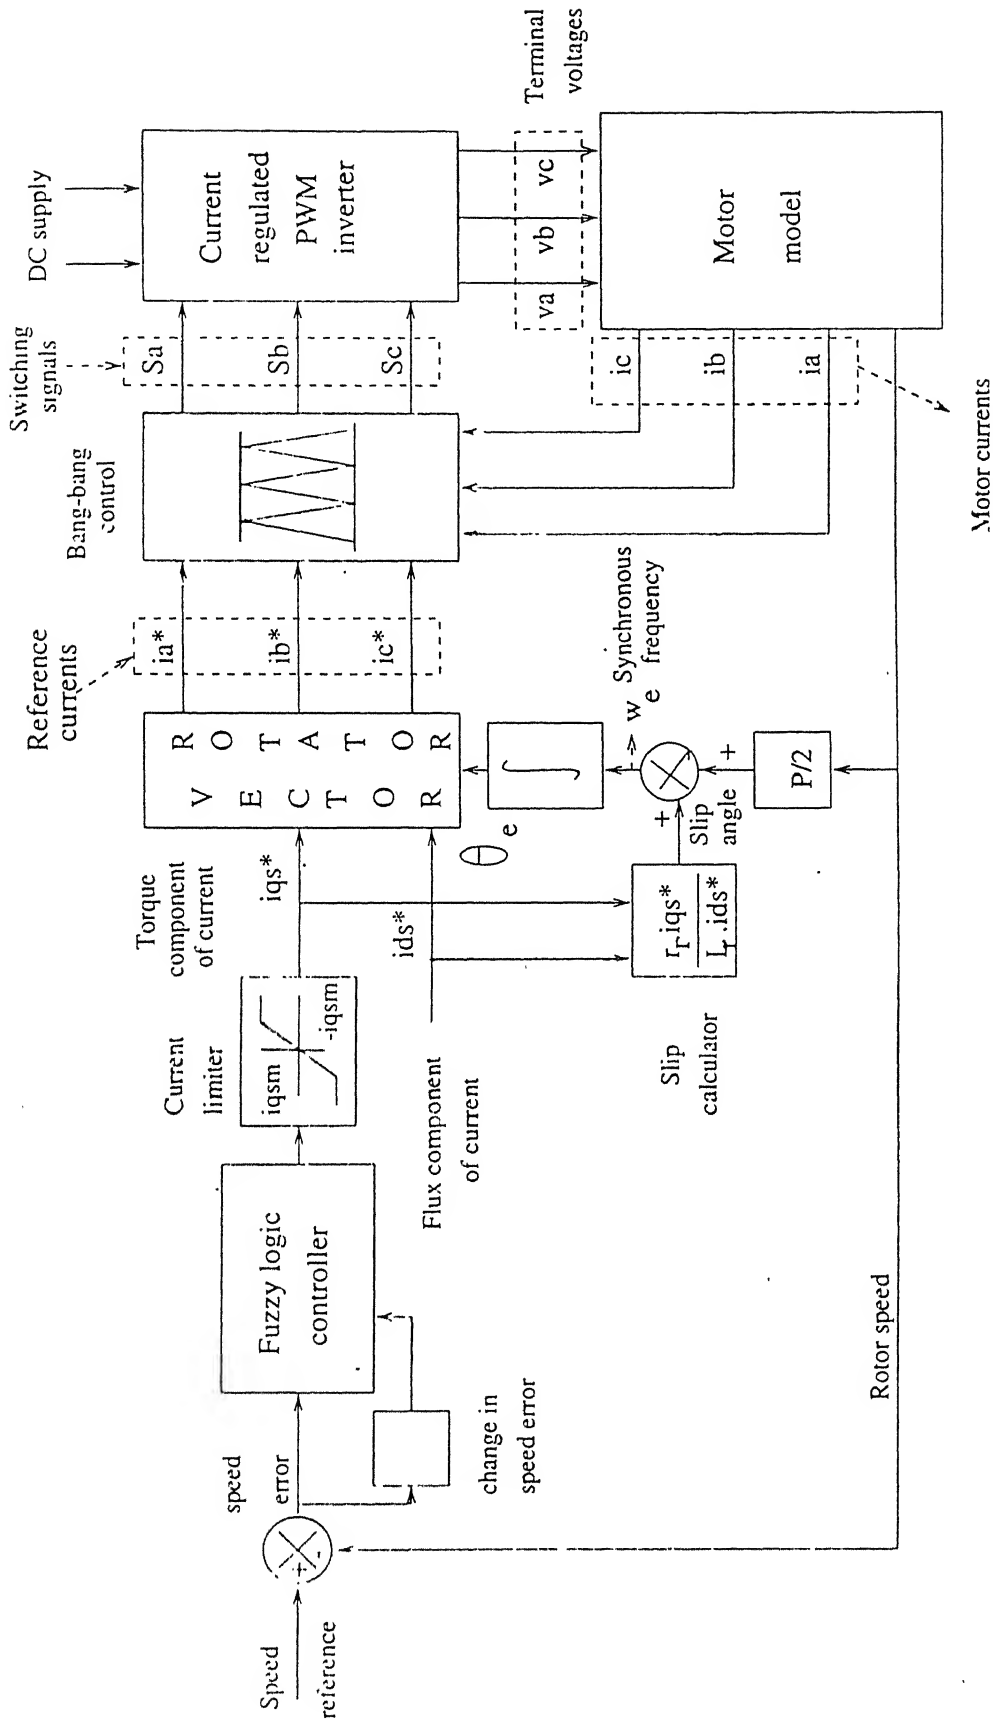 Speed
reference
+
-
speed
error
change in
speed error
Fuzzy logic
controller
Current
limiter
iqsm
-iqsm
Torque
component
of current
iqs*
ids*
Flux component
of current
Slip
calculator
rr.iqs*
Lr.ids*
Slip
angle
+
+
P/2
we
Synchronous
frequency
∫
θe
VECTOR
ROTATOR
Reference
currents
ia*
ib*
ic*
Bang-bang
control
Switching
signals
Sa
Sb
Sc
DC supply
Current
regulated
PWM
inverter
Terminal
voltages
va
vb
vc
Motor
model
ic
ib
ia
Motor currents
Rotor speed